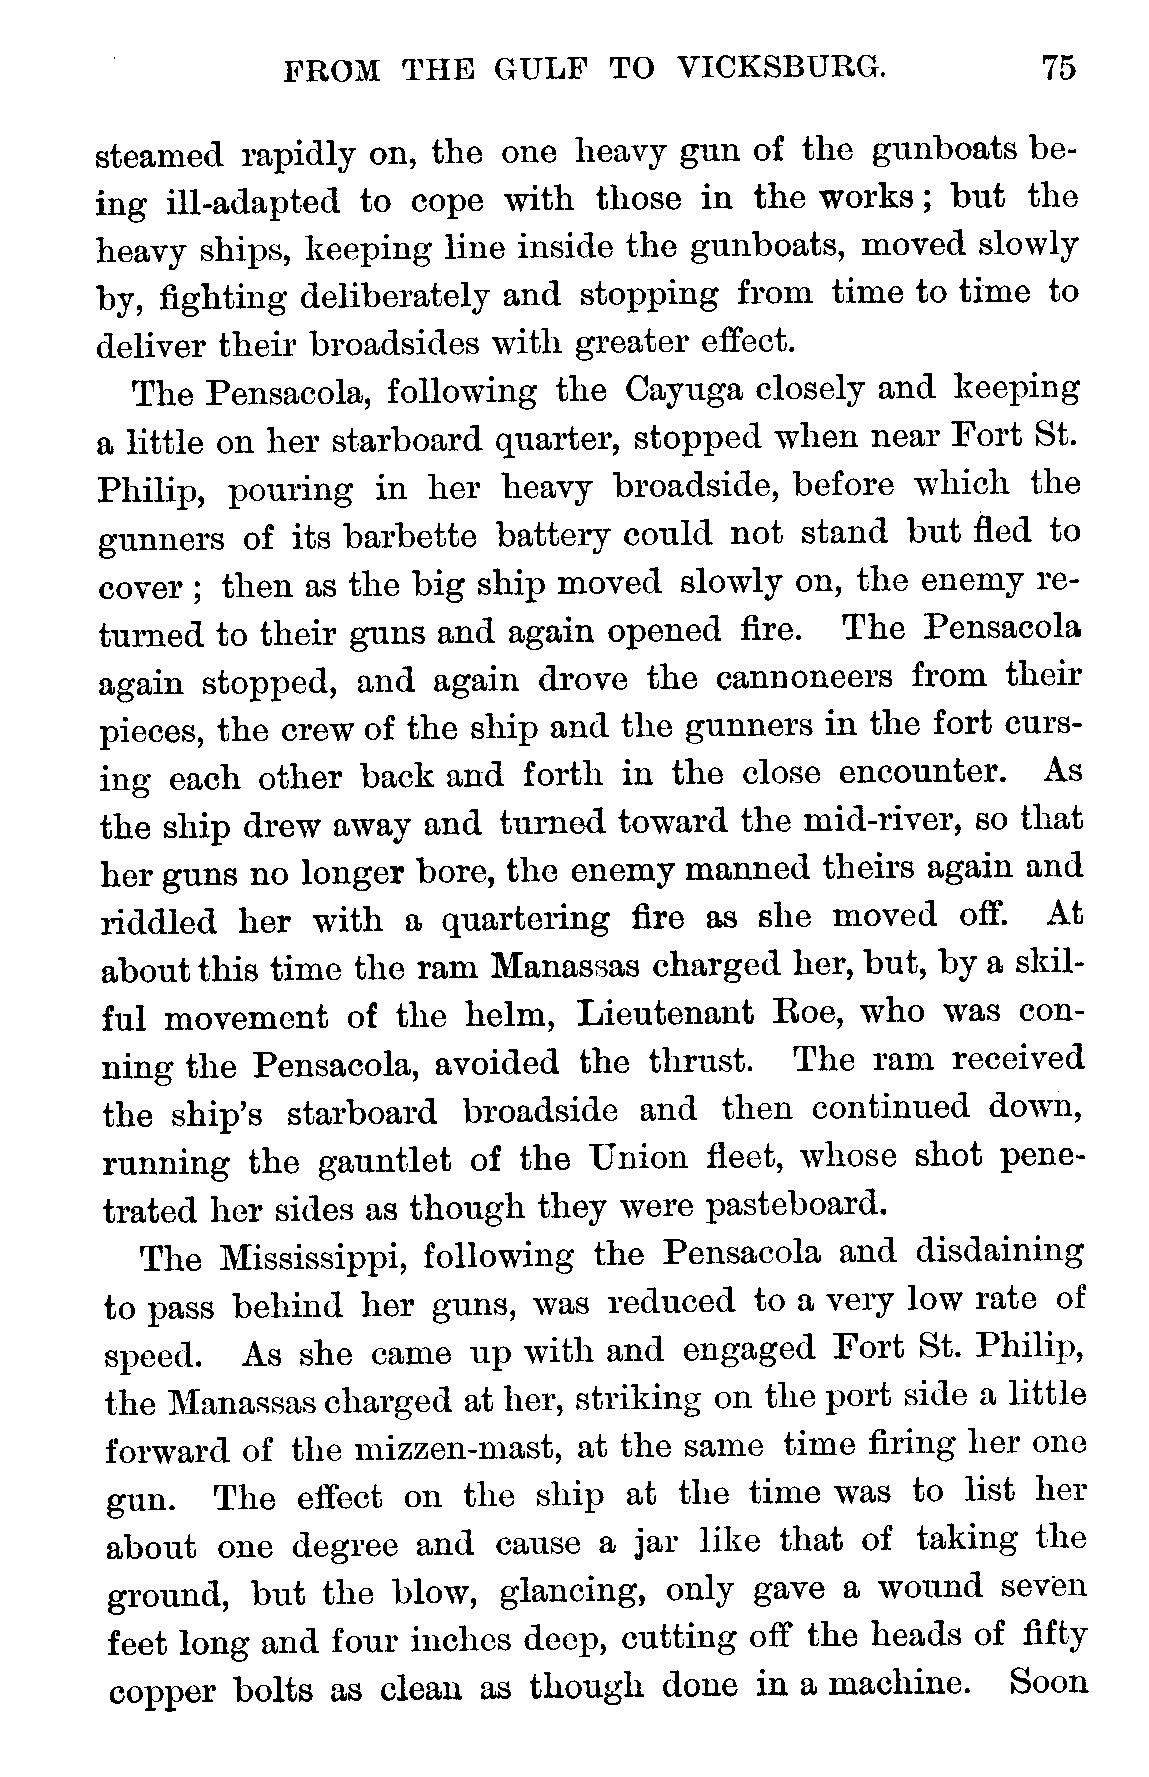 FROM THE GULF TO VICKSBURG. 75
steamed rapidly on, the one heavy gun of the gunboats be-
ing ill-adapted to cope with those in the works; but the
heavy ships, keeping line inside the gunboats, moved slowly
by, fighting deliberately and stopping from time to time to
deliver their broadsides with greater effect.
The Pensacola, following the Cayuga closely and keeping
a little on her starboard quarter, stopped when near Fort St.
Philip, pouring in her heavy broadside, before which the
gunners of its barbette battery could not stand but fled to
cover; then as the big ship moved slowly on, the enemy re-
turned to their guns and again opened fire. The Pensacola
again stopped, and again drove the cannoneers from their
pieces, the crew of the ship and the gunners in the fort curs-
ing each other back and forth in the close encounter. As
the ship drew away and turned toward the mid-river, so that
her guns no longer bore, the enemy manned theirs again and
riddled her with a quartering fire as she moved off. At
about this time the ram Manassas charged her, but, by a skil-
ful movement of the helm, Lieutenant Roe, who was con-
ning the Pensacola, avoided the thrust. The ram received
the ship's starboard broadside and then continued down,
running the gauntlet of the Union fleet, whose shot pene-
trated her sides as though they were pasteboard.
The Mississippi, following the Pensacola and disdaining
to pass behind her guns, was reduced to a very low rate of
speed. As she came up with and engaged Fort St. Philip,
the Manassas charged at her, striking on the port side a little
forward of the mizzen-mast, at the same time firing her one
gun. The effect on the ship at the time was to list her
about one degree and cause a jar like that of taking the
ground, but the blow, glancing, only gave a wound seven
feet long and four inches deep, cutting off the heads of fifty
copper bolts as clean as though done in a machine. Soon